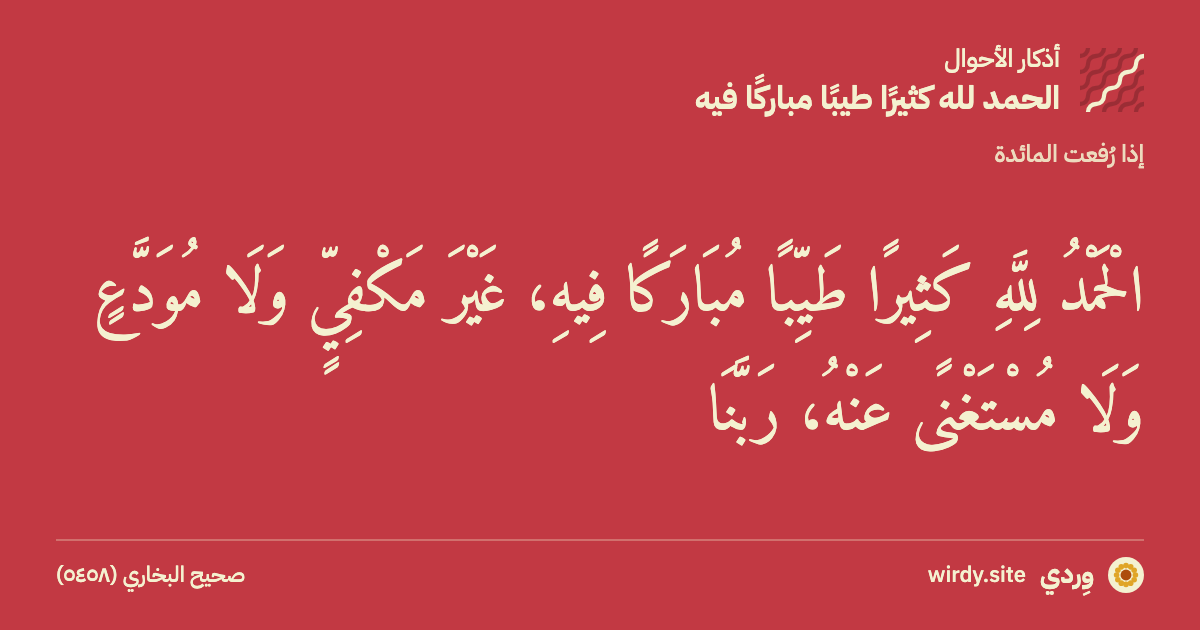 أذكار الأحوال
الحمد لله كثيرًا طيبًا مباركًا فيه
إذا رُفعت المائدة
الْحَمْدُ لِلَّهِ كَثِيرًا طَيِّبًا مُبَارَكًا فِيهِ، غَيْرَ مَكْفِيٍّ وَلَا مُوَدَّعٍ
وَلَا مُسْتَغْنًى عَنْهُ، رَبَّنَا
وِردي wirdy.site
صحيح البخاري (٥٤٥٨)